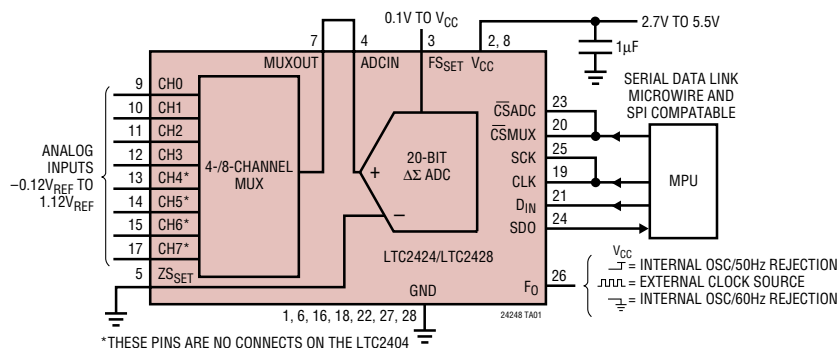 0.1V TO VCC
2.7V TO 5.5V
7
4
3
2, 8
1µF
MUXOUT
ADCIN
FSSET
VCC
SERIAL DATA LINK
MICROWIRE AND
SPI COMPATABLE
9 CH0
10 CH1
11 CH2
12 CH3
13 CH4*
14 CH5*
15 CH6*
17 CH7*
5 ZSSET
ANALOG
INPUTS
–0.12VREF TO
1.12VREF
4-/8-CHANNEL
MUX
+
–
20-BIT
ΔΣ ADC
CSADC 23
CSMUX 20
SCK 25
CLK 19
DIN 21
SDO 24
MPU
LTC2424/LTC2428
FO 26
VCC
= INTERNAL OSC/50Hz REJECTION
= EXTERNAL CLOCK SOURCE
= INTERNAL OSC/60Hz REJECTION
GND
1, 6, 16, 18, 22, 27, 28
24248 TA01
*THESE PINS ARE NO CONNECTS ON THE LTC2404